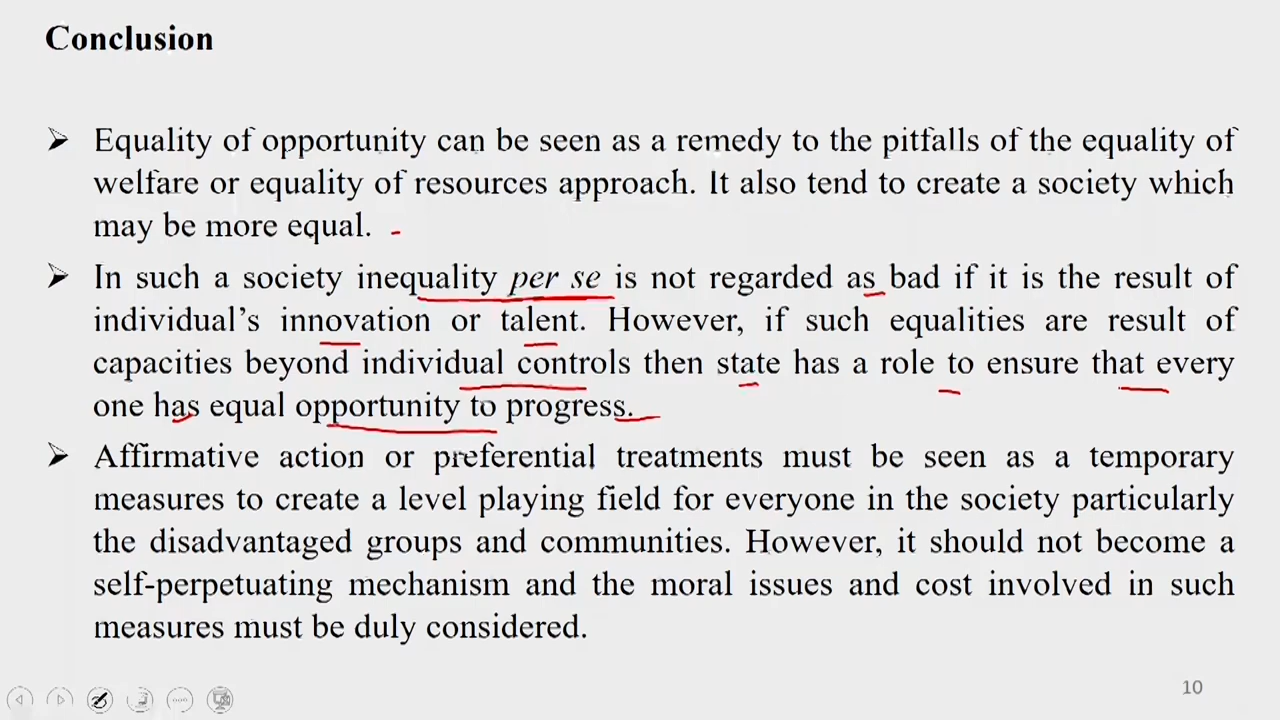 Conclusion
➢ Equality of opportunity can be seen as a remedy to the pitfalls of the equality of
welfare or equality of resources approach. It also tend to create a society which
may be more equal.
➢ In such a society inequality per se is not regarded as bad if it is the result of
individual’s innovation or talent. However, if such equalities are result of
capacities beyond individual controls then state has a role to ensure that every
one has equal opportunity to progress.
➢ Affirmative action or preferential treatments must be seen as a temporary
measures to create a level playing field for everyone in the society particularly
the disadvantaged groups and communities. However, it should not become a
self-perpetuating mechanism and the moral issues and cost involved in such
measures must be duly considered.
10